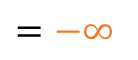 = −∞